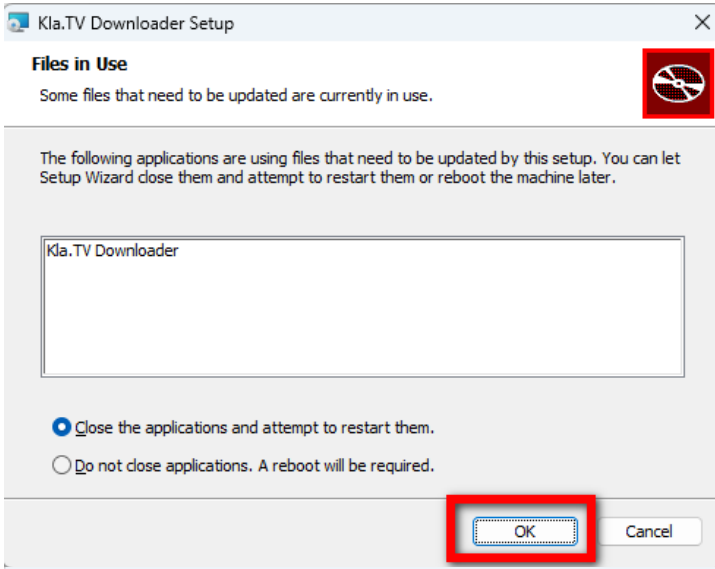 Kla.TV Downloader Setup
Files in Use
Some files that need to be updated are currently in use.
The following applications are using files that need to be updated by this setup. You can let
Setup Wizard close them and attempt to restart them or reboot the machine later.
Kla.TV Downloader
Close the applications and attempt to restart them.
Do not close applications. A reboot will be required.
OK
Cancel